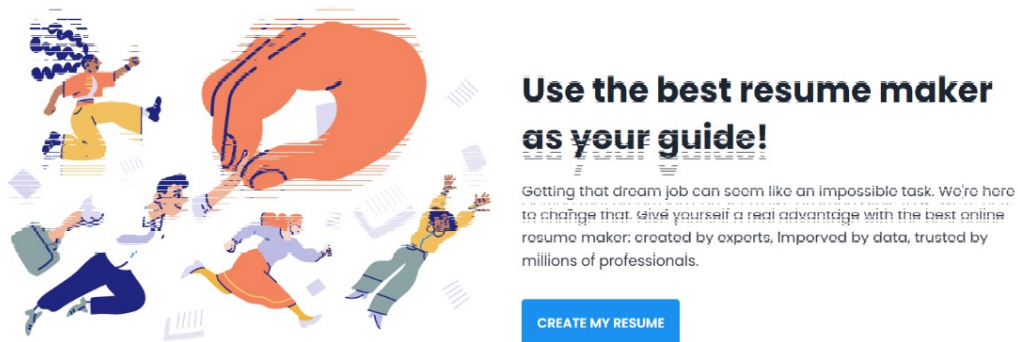 Use the best resume maker
as your guide!
Getting that dream job can seem like an impossible task. We're here
to change that. Give yourself a real advantage with the best online
resume maker: created by experts, Imporved by data, trusted by
millions of professionals.
CREATE MY RESUME